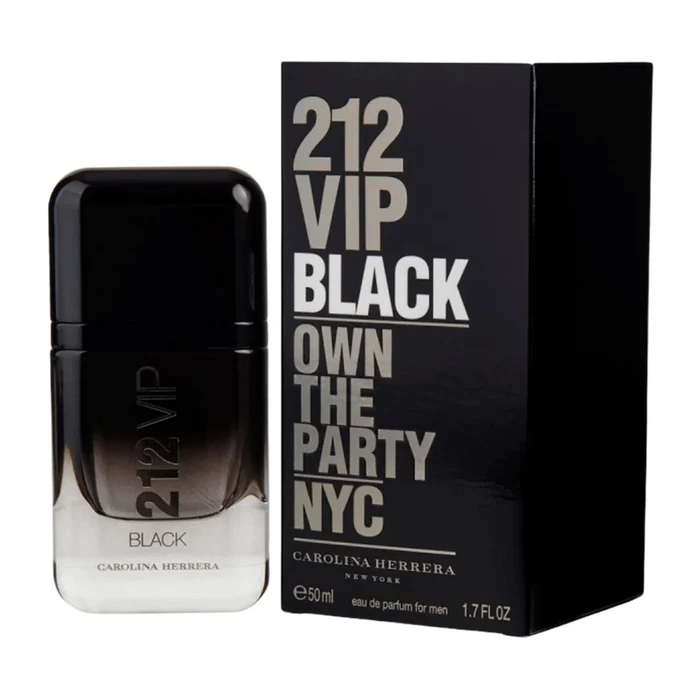 212 VIP
BLACK
CAROLINA HERRERA
212
VIP
BLACK
OWN
THE
PARTY
NYC
CAROLINA HERRERA
NEW YORK
℮50ml eau de parfum for men 1.7 FL OZ